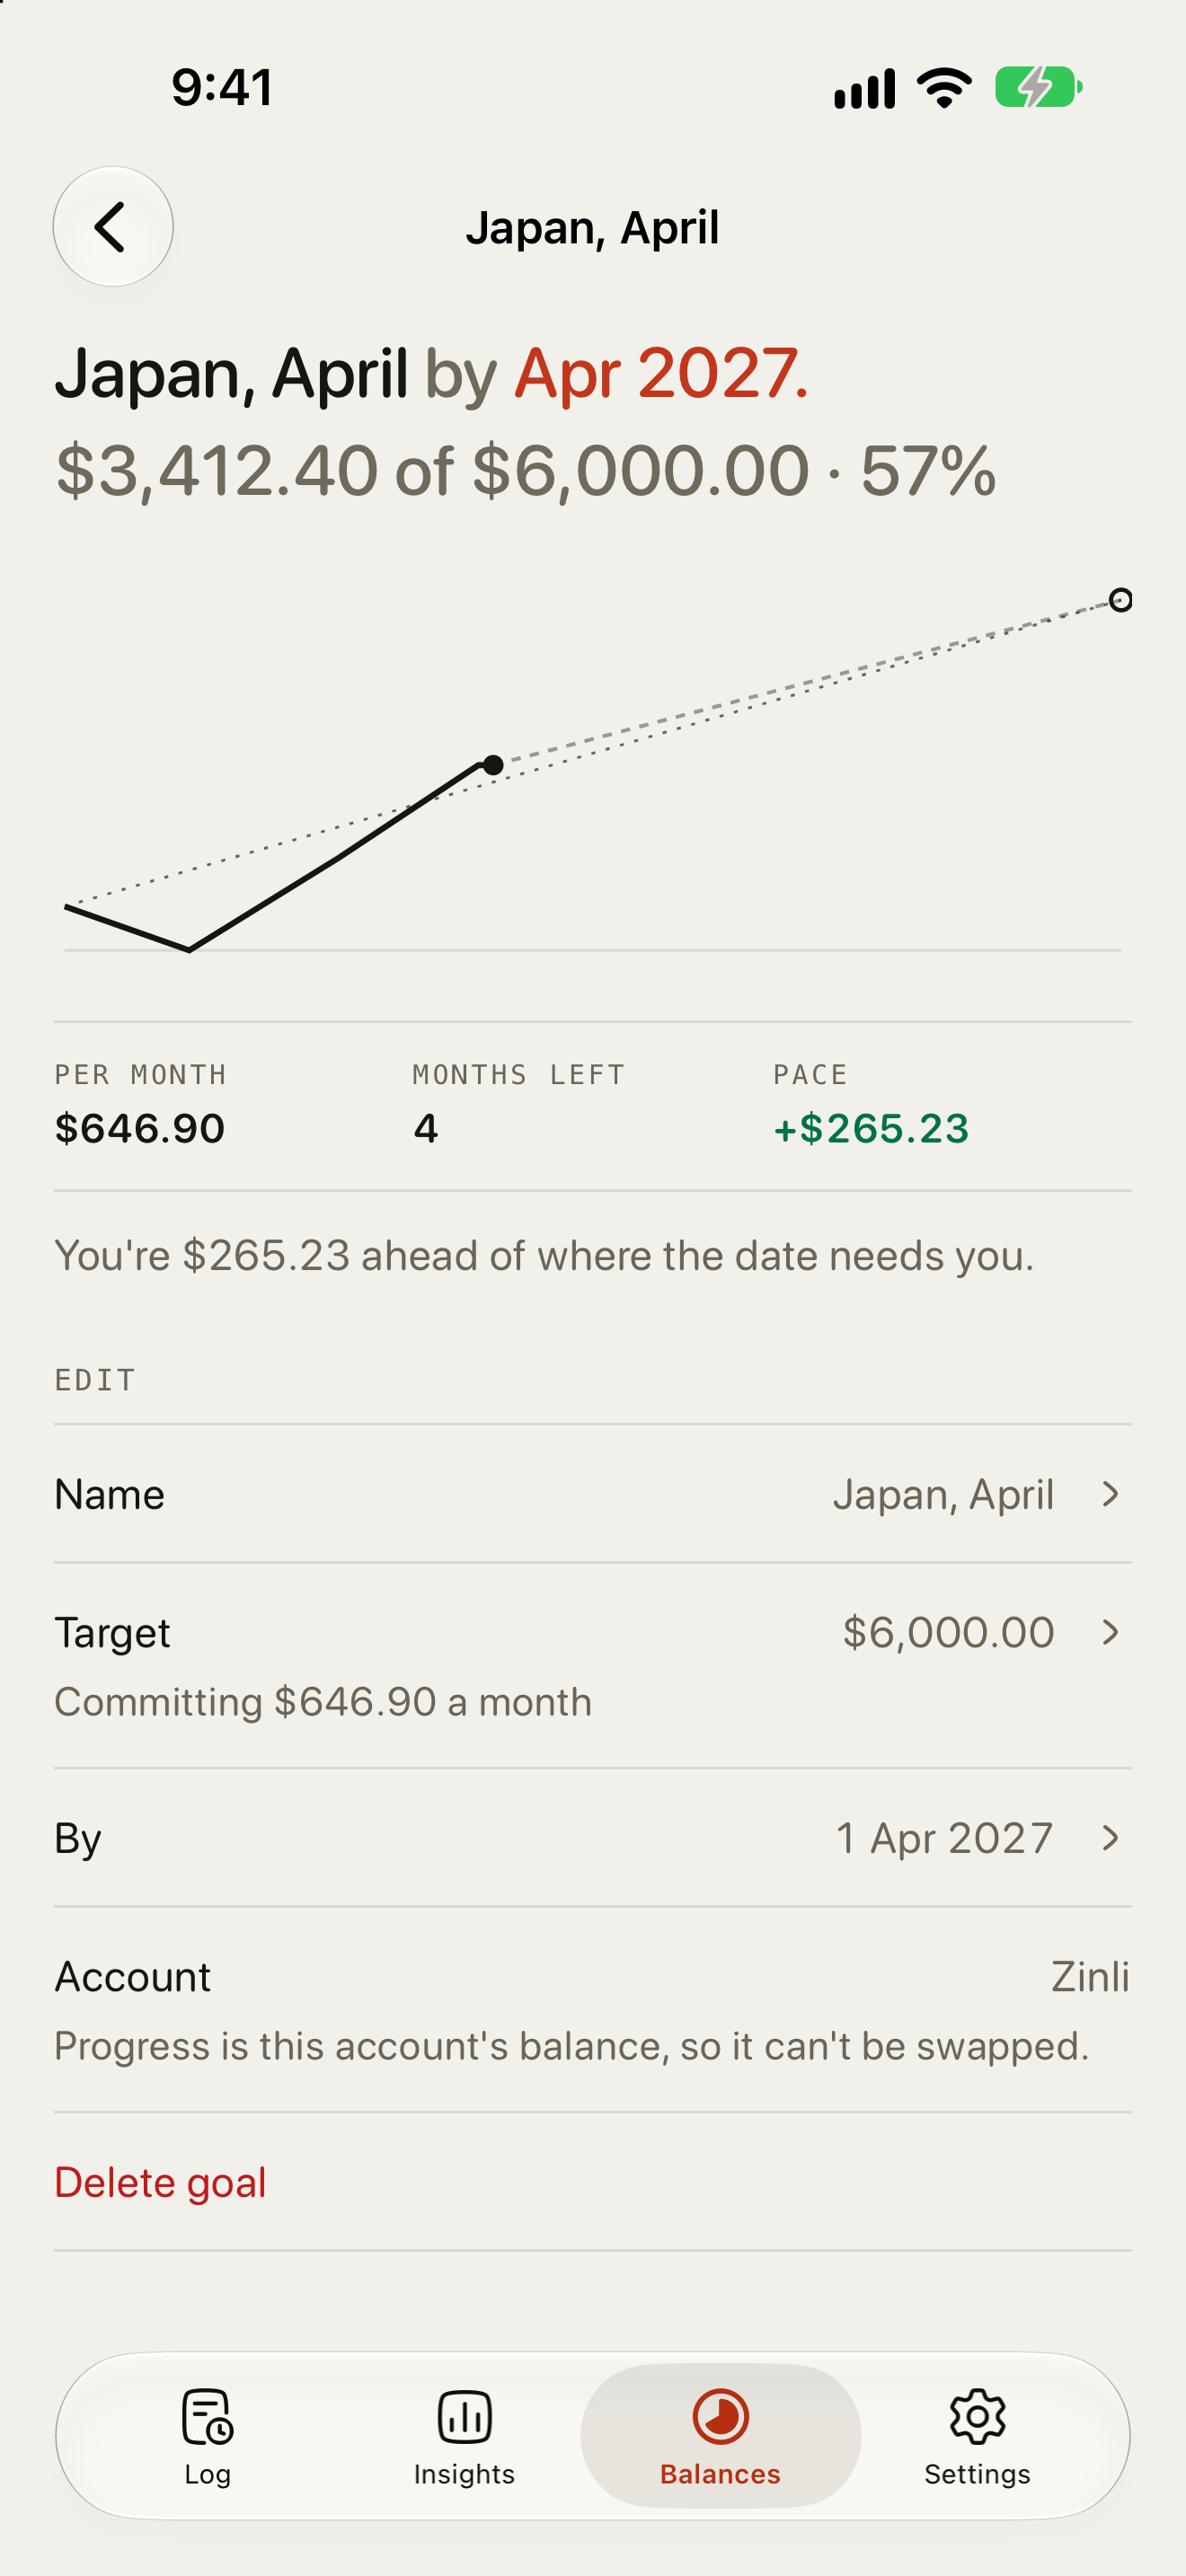 9:41
Japan, April
Japan, April by Apr 2027.
$3,412.40 of $6,000.00 · 57%
PER MONTH MONTHS LEFT PACE
$646.90 4 +$265.23
You're $265.23 ahead of where the date needs you.
EDIT
Name Japan, April
Target $6,000.00
Committing $646.90 a month
By 1 Apr 2027
Account Zinli
Progress is this account's balance, so it can't be swapped.
Delete goal
Log Insights Balances Settings